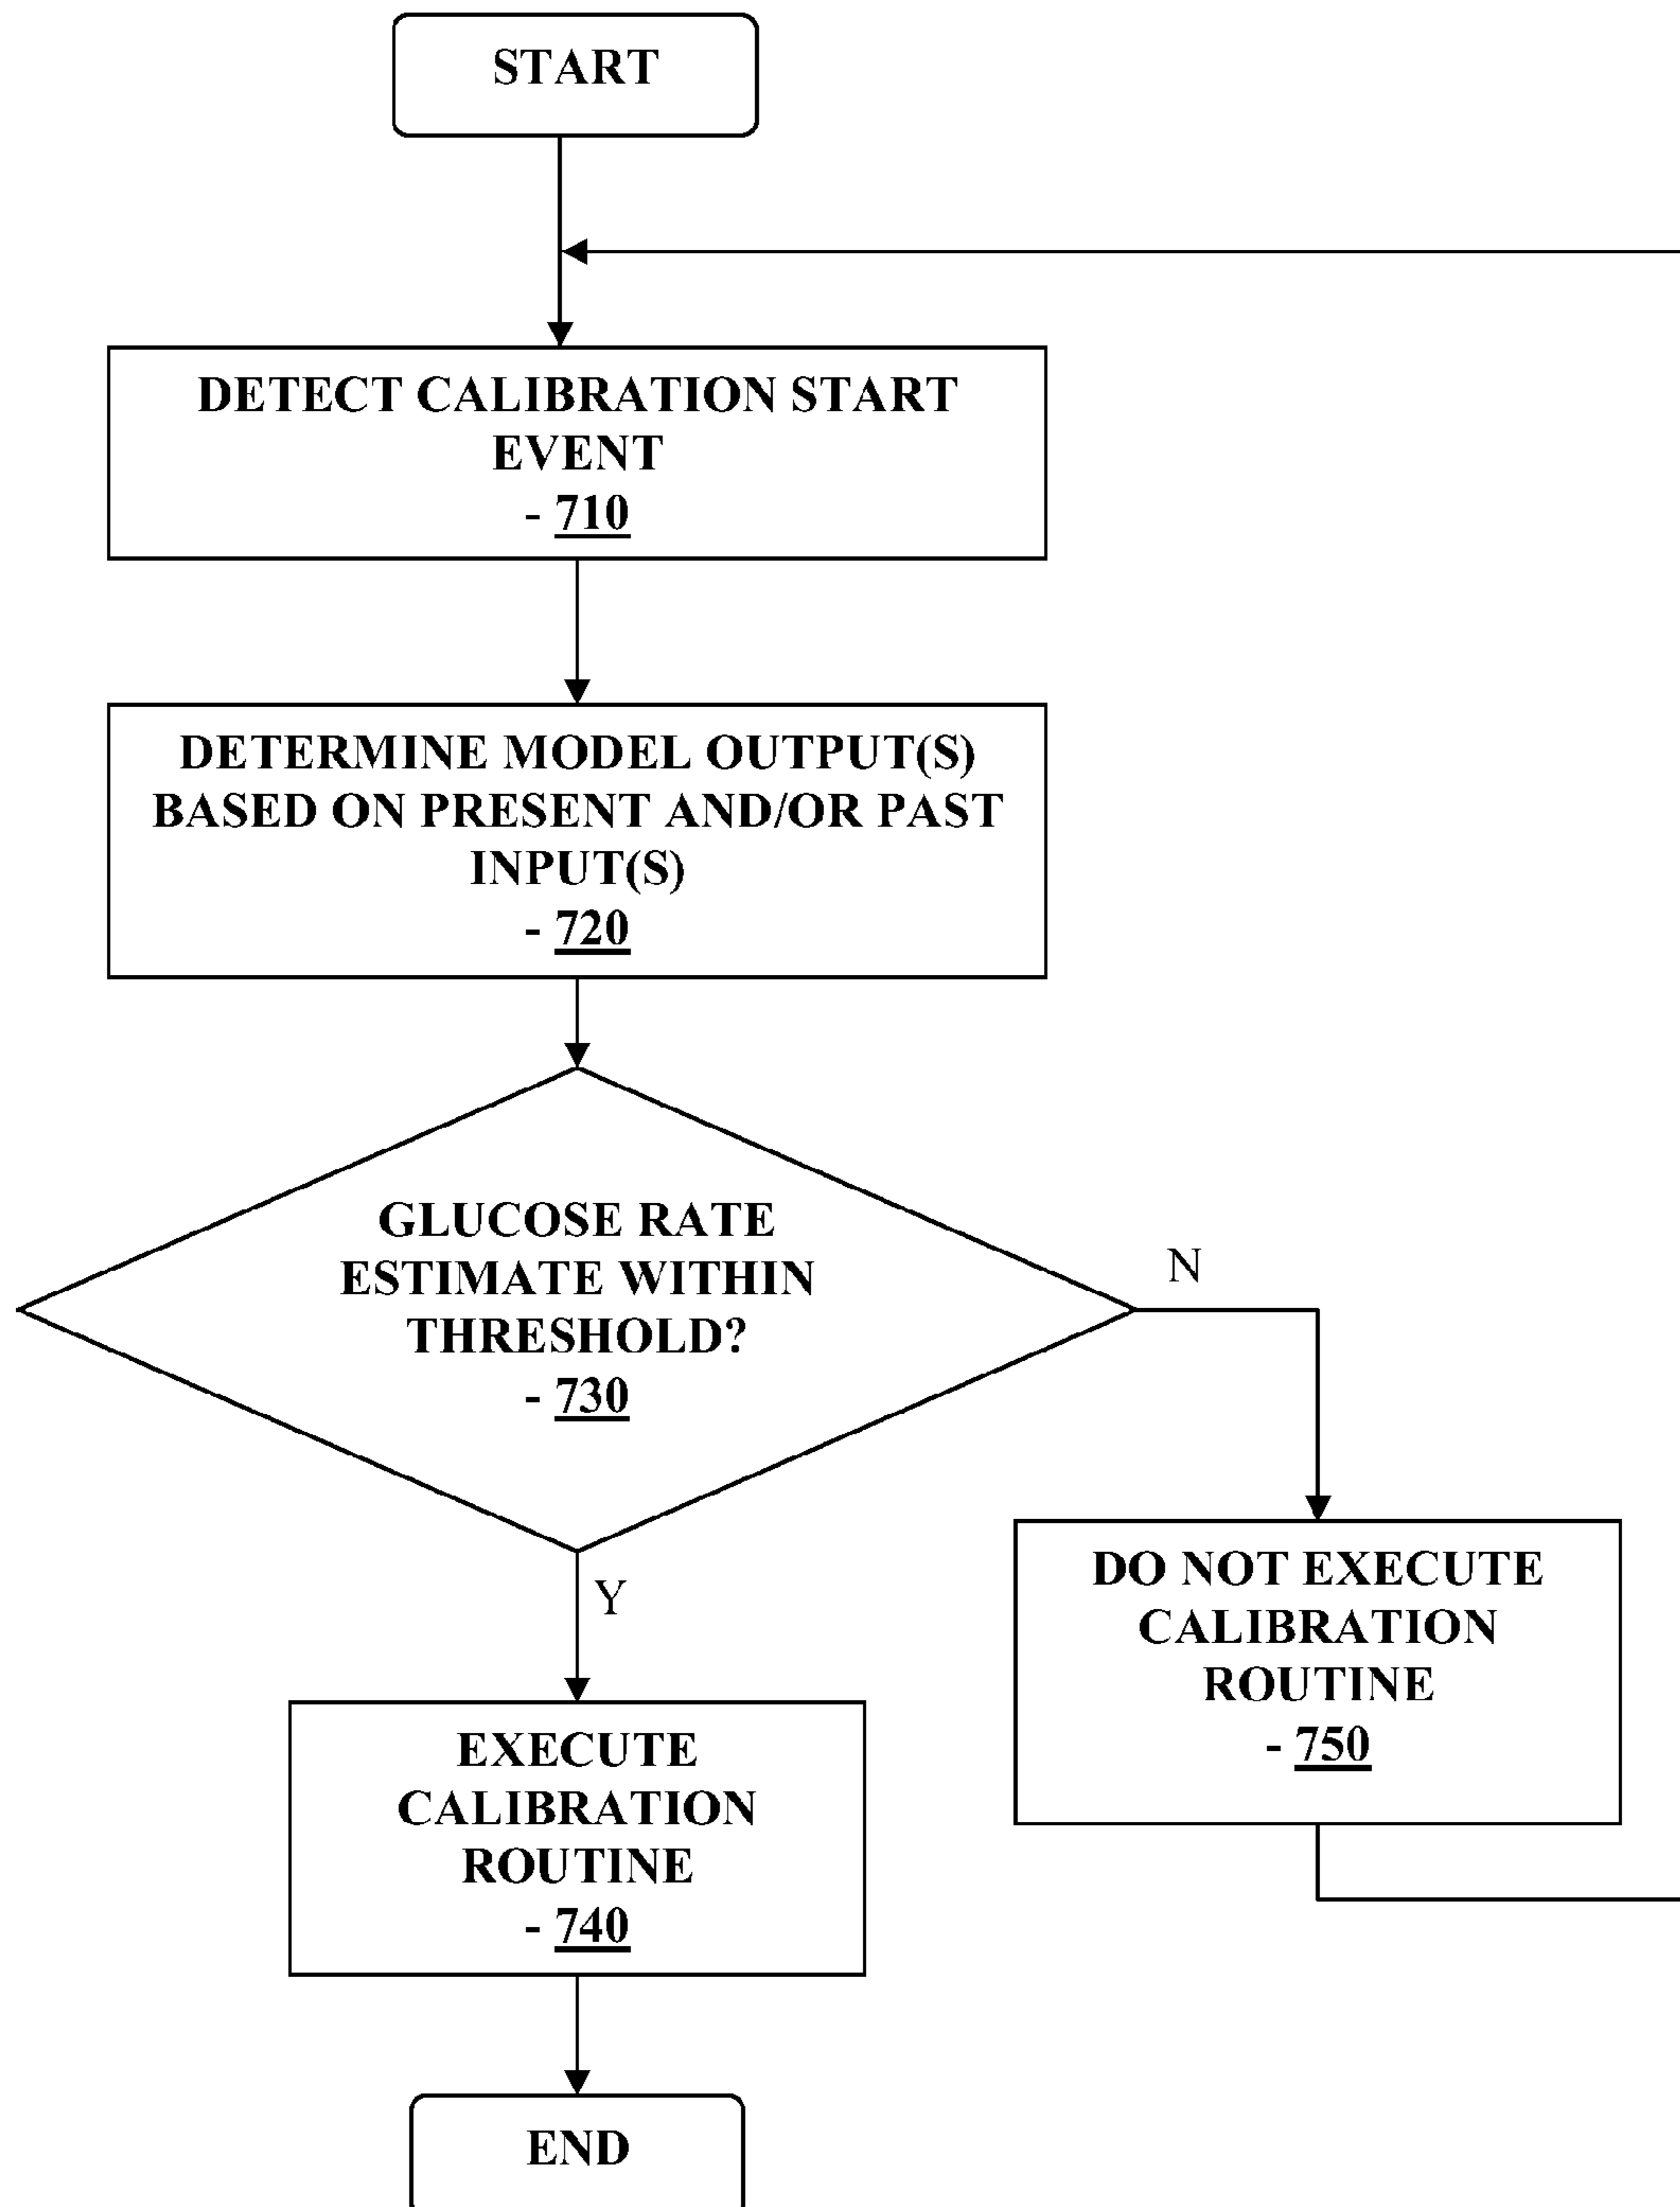 START
DETECT CALIBRATION START
EVENT
- 710
DETERMINE MODEL OUTPUT(S)
BASED ON PRESENT AND/OR PAST
INPUT(S)
- 720
GLUCOSE RATE
ESTIMATE WITHIN
THRESHOLD?
- 730
N
Y
DO NOT EXECUTE
CALIBRATION
ROUTINE
- 750
EXECUTE
CALIBRATION
ROUTINE
- 740
END